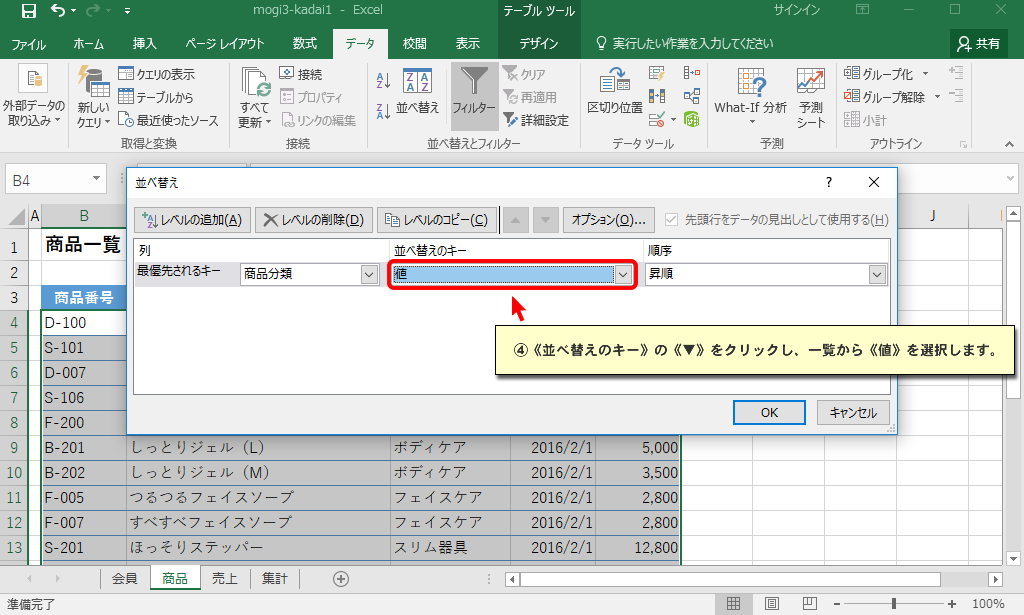 mogi3-kadai1 - Excel
テーブル ツール
サインイン
ファイル
ホーム
挿入
ページ レイアウト
数式
データ
校閲
表示
デザイン
実行したい作業を入力してください
共有
外部データの
取り込み
新しい
クエリ
クエリの表示
テーブルから
最近使ったソース
取得と変換
すべて
更新
接続
プロパティ
リンクの編集
接続
並べ替え
フィルター
クリア
再適用
詳細設定
並べ替えとフィルター
区切り位置
データ ツール
What-If 分析
予測
シート
予測
グループ化
グループ解除
小計
アウトライン
B4
並べ替え
レベルの追加(A)
レベルの削除(D)
レベルのコピー(C)
オプション(O)...
先頭行をデータの見出しとして使用する(H)
列
並べ替えのキー
順序
最優先されるキー
商品分類
値
昇順
④《並べ替えのキー》の《▼》をクリックし、一覧から《値》を選択します。
OK
キャンセル
A
B
J
1
商品一覧
2
3
商品番号
4
D-100
5
S-101
6
D-007
7
S-106
8
F-200
9 B-201 しっとりジェル（L） ボディケア 2016/2/1 5,000
10 B-202 しっとりジェル（M） ボディケア 2016/2/1 3,500
11 F-005 つるつるフェイスソープ フェイスケア 2016/2/1 2,800
12 F-007 すべすべフェイスソープ フェイスケア 2016/2/1 2,800
13 S-201 ほっそりステッパー スリム器具 2016/2/1 12,800
会員
商品
売上
集計
準備完了
100%